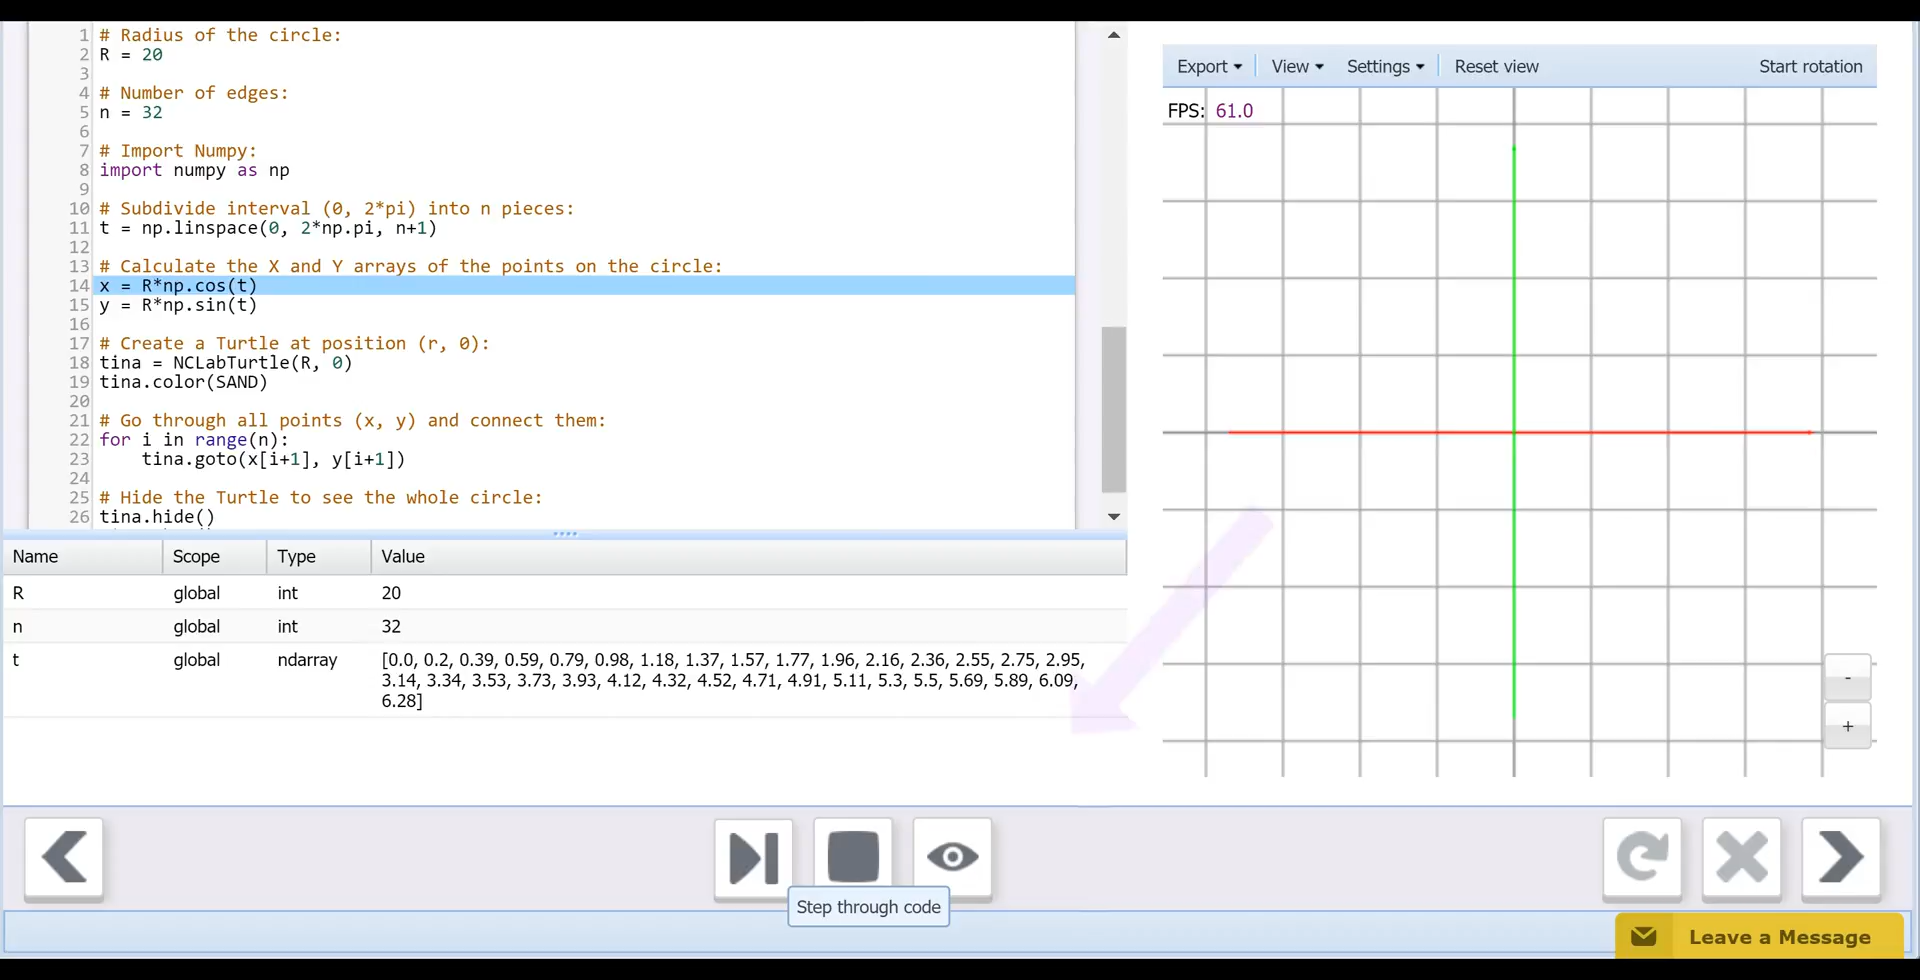 1 # Radius of the circle:
2 R = 20
3
4 # Number of edges:
5 n = 32
6
7 # Import Numpy:
8 import numpy as np
9
10 # Subdivide interval (0, 2*pi) into n pieces:
11 t = np.linspace(0, 2*np.pi, n+1)
12
13 # Calculate the X and Y arrays of the points on the circle:
14 x = R*np.cos(t)
15 y = R*np.sin(t)
16
17 # Create a Turtle at position (r, 0):
18 tina = NCLabTurtle(R, 0)
19 tina.color(SAND)
20
21 # Go through all points (x, y) and connect them:
22 for i in range(n):
23     tina.goto(x[i+1], y[i+1])
24
25 # Hide the Turtle to see the whole circle:
26 tina.hide()
Name Scope Type Value
R global int 20
n global int 32
t global ndarray [0.0, 0.2, 0.39, 0.59, 0.79, 0.98, 1.18, 1.37, 1.57, 1.77, 1.96, 2.16, 2.36, 2.55, 2.75, 2.95,
3.14, 3.34, 3.53, 3.73, 3.93, 4.12, 4.32, 4.52, 4.71, 4.91, 5.11, 5.3, 5.5, 5.69, 5.89, 6.09,
6.28]
Export View Settings Reset view Start rotation
FPS: 61.0
-
+
Step through code
Leave a Message